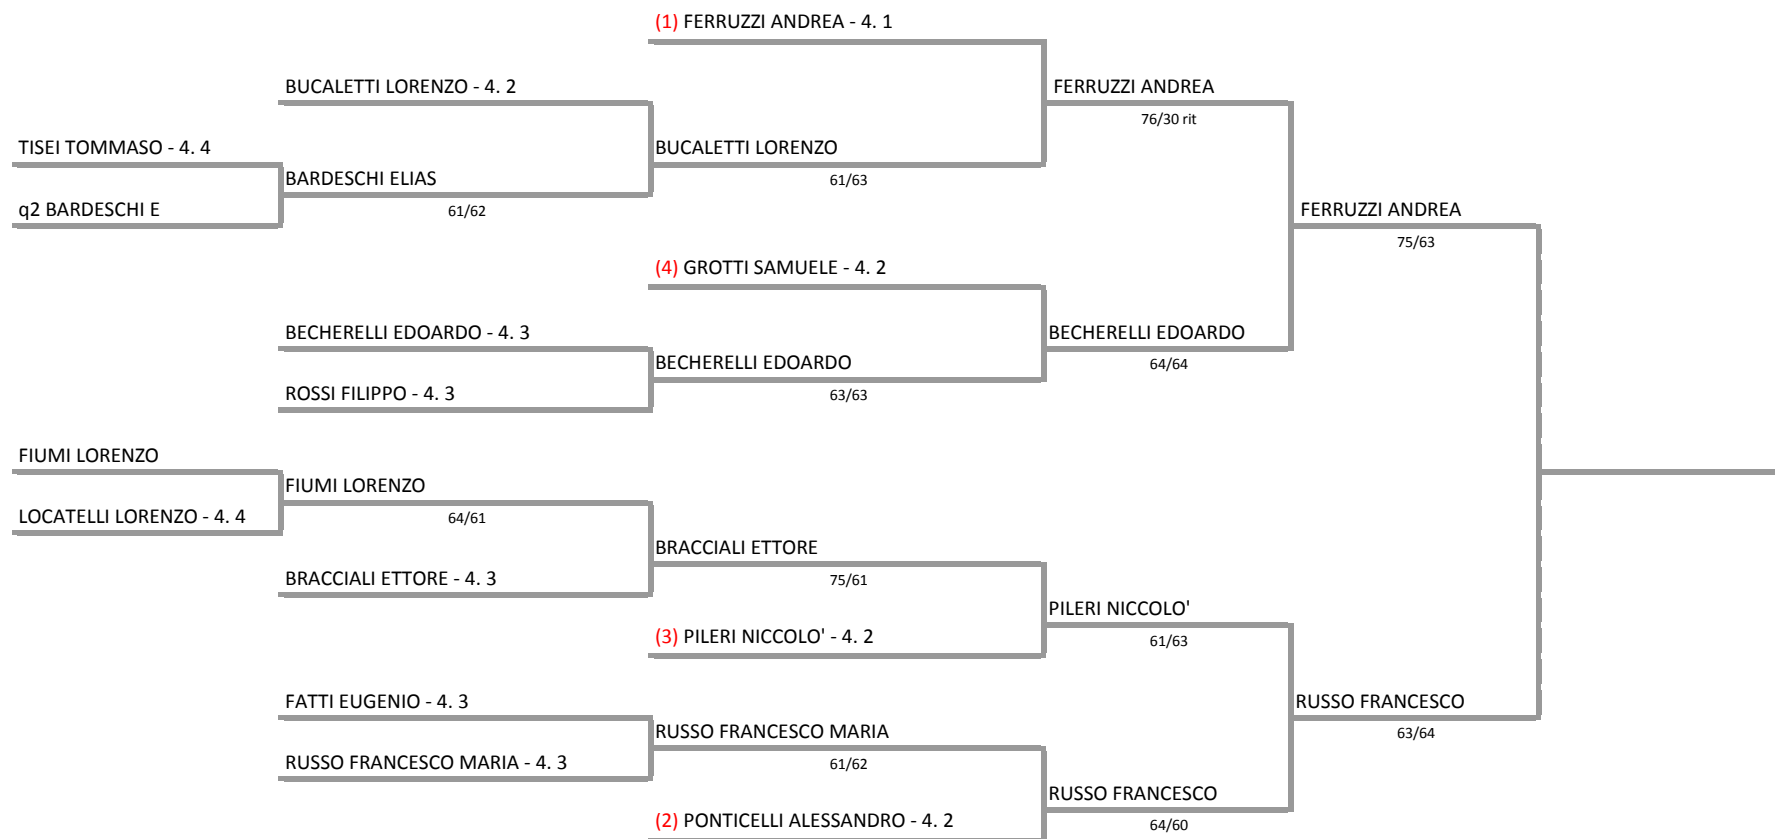 (1) FERRUZZI ANDREA - 4. 1
BUCALETTI LORENZO - 4. 2
FERRUZZI ANDREA
76/30 rit
TISEI TOMMASO - 4. 4
BUCALETTI LORENZO
61/63
BARDESCHI ELIAS
61/62
q2 BARDESCHI E
FERRUZZI ANDREA
75/63
(4) GROTTI SAMUELE - 4. 2
BECHERELLI EDOARDO - 4. 3
BECHERELLI EDOARDO
64/64
BECHERELLI EDOARDO
63/63
ROSSI FILIPPO - 4. 3
FIUMI LORENZO
FIUMI LORENZO
64/61
LOCATELLI LORENZO - 4. 4
BRACCIALI ETTORE
75/61
BRACCIALI ETTORE - 4. 3
PILERI NICCOLO'
61/63
(3) PILERI NICCOLO' - 4. 2
FATTI EUGENIO - 4. 3
RUSSO FRANCESCO
63/64
RUSSO FRANCESCO MARIA
61/62
RUSSO FRANCESCO MARIA - 4. 3
RUSSO FRANCESCO
64/60
(2) PONTICELLI ALESSANDRO - 4. 2